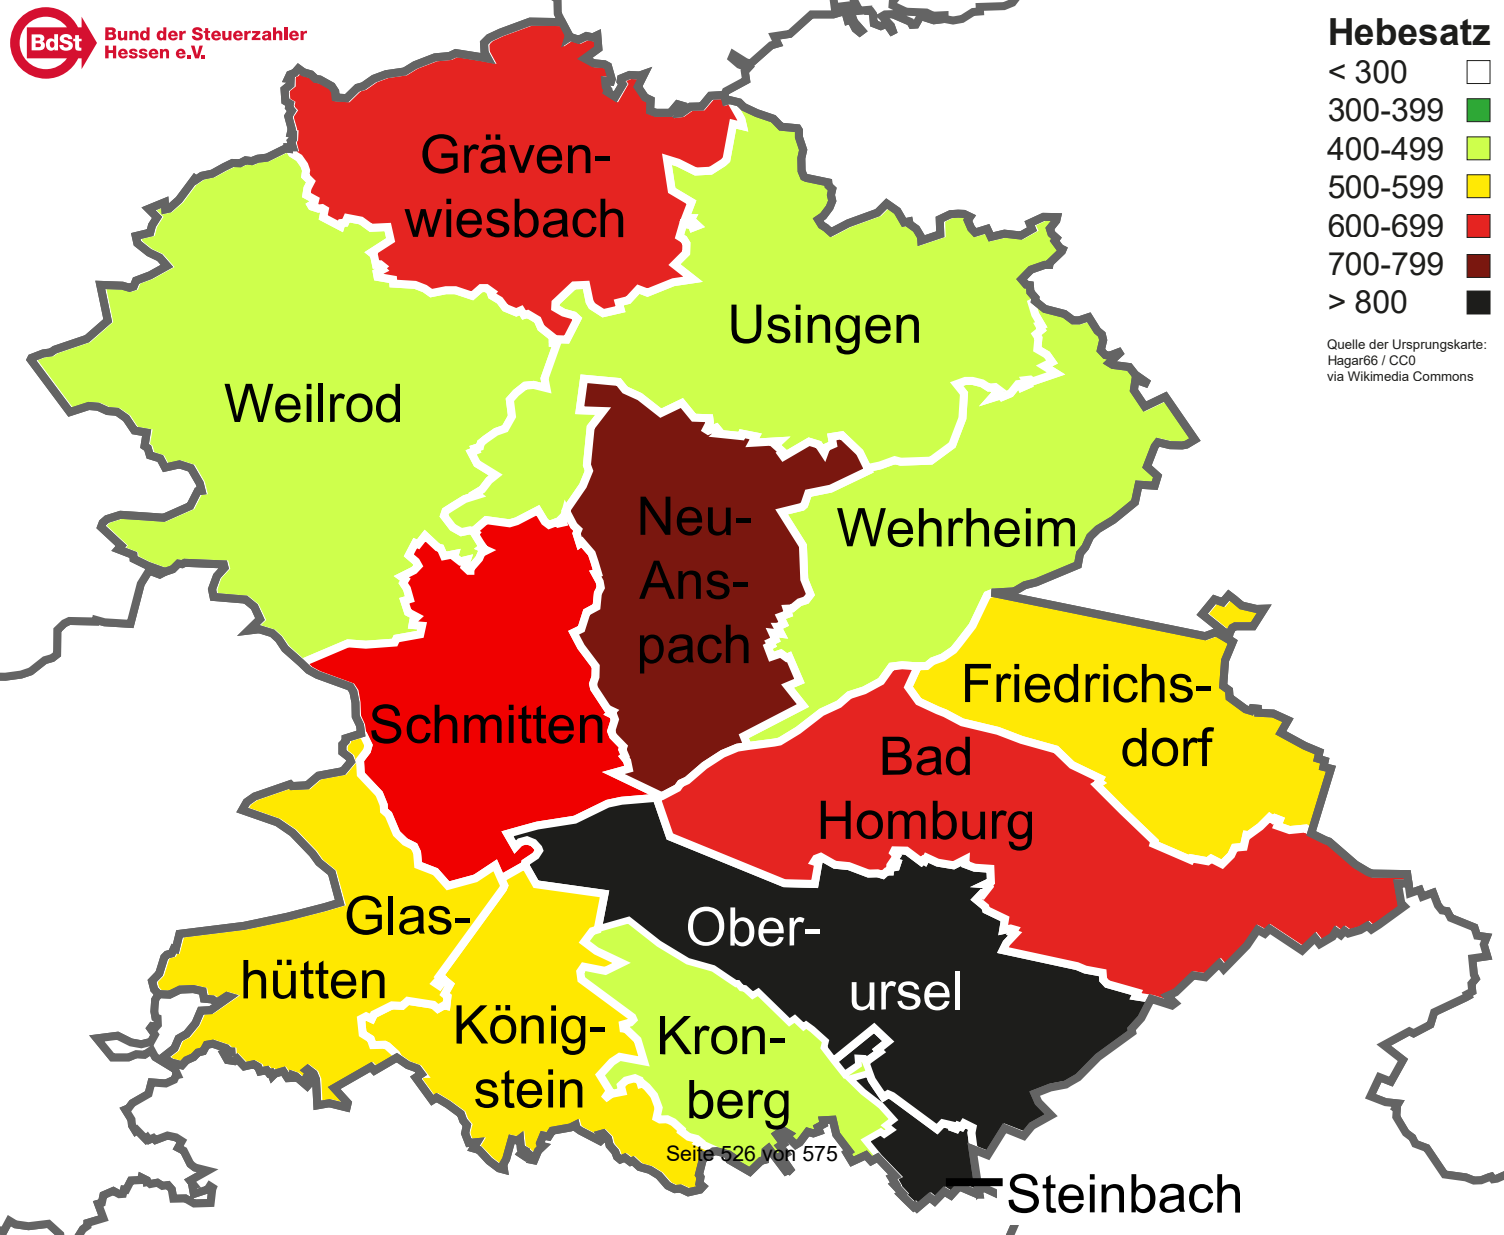 BdSt
Bund der Steuerzahler
Hessen e.V.
Hebesatz
< 300
300-399
400-499
500-599
600-699
700-799
> 800
Quelle der Ursprungskarte:
Hagar66 / CC0
via Wikimedia Commons
Gräven-
wiesbach
Usingen
Weilrod
Neu-
Ans-
pach
Wehrheim
Schmitten
Friedrichs-
dorf
Bad
Homburg
Glas-
hütten
Ober-
ursel
König-
stein
Kron-
berg
Seite 526 von 575
Steinbach